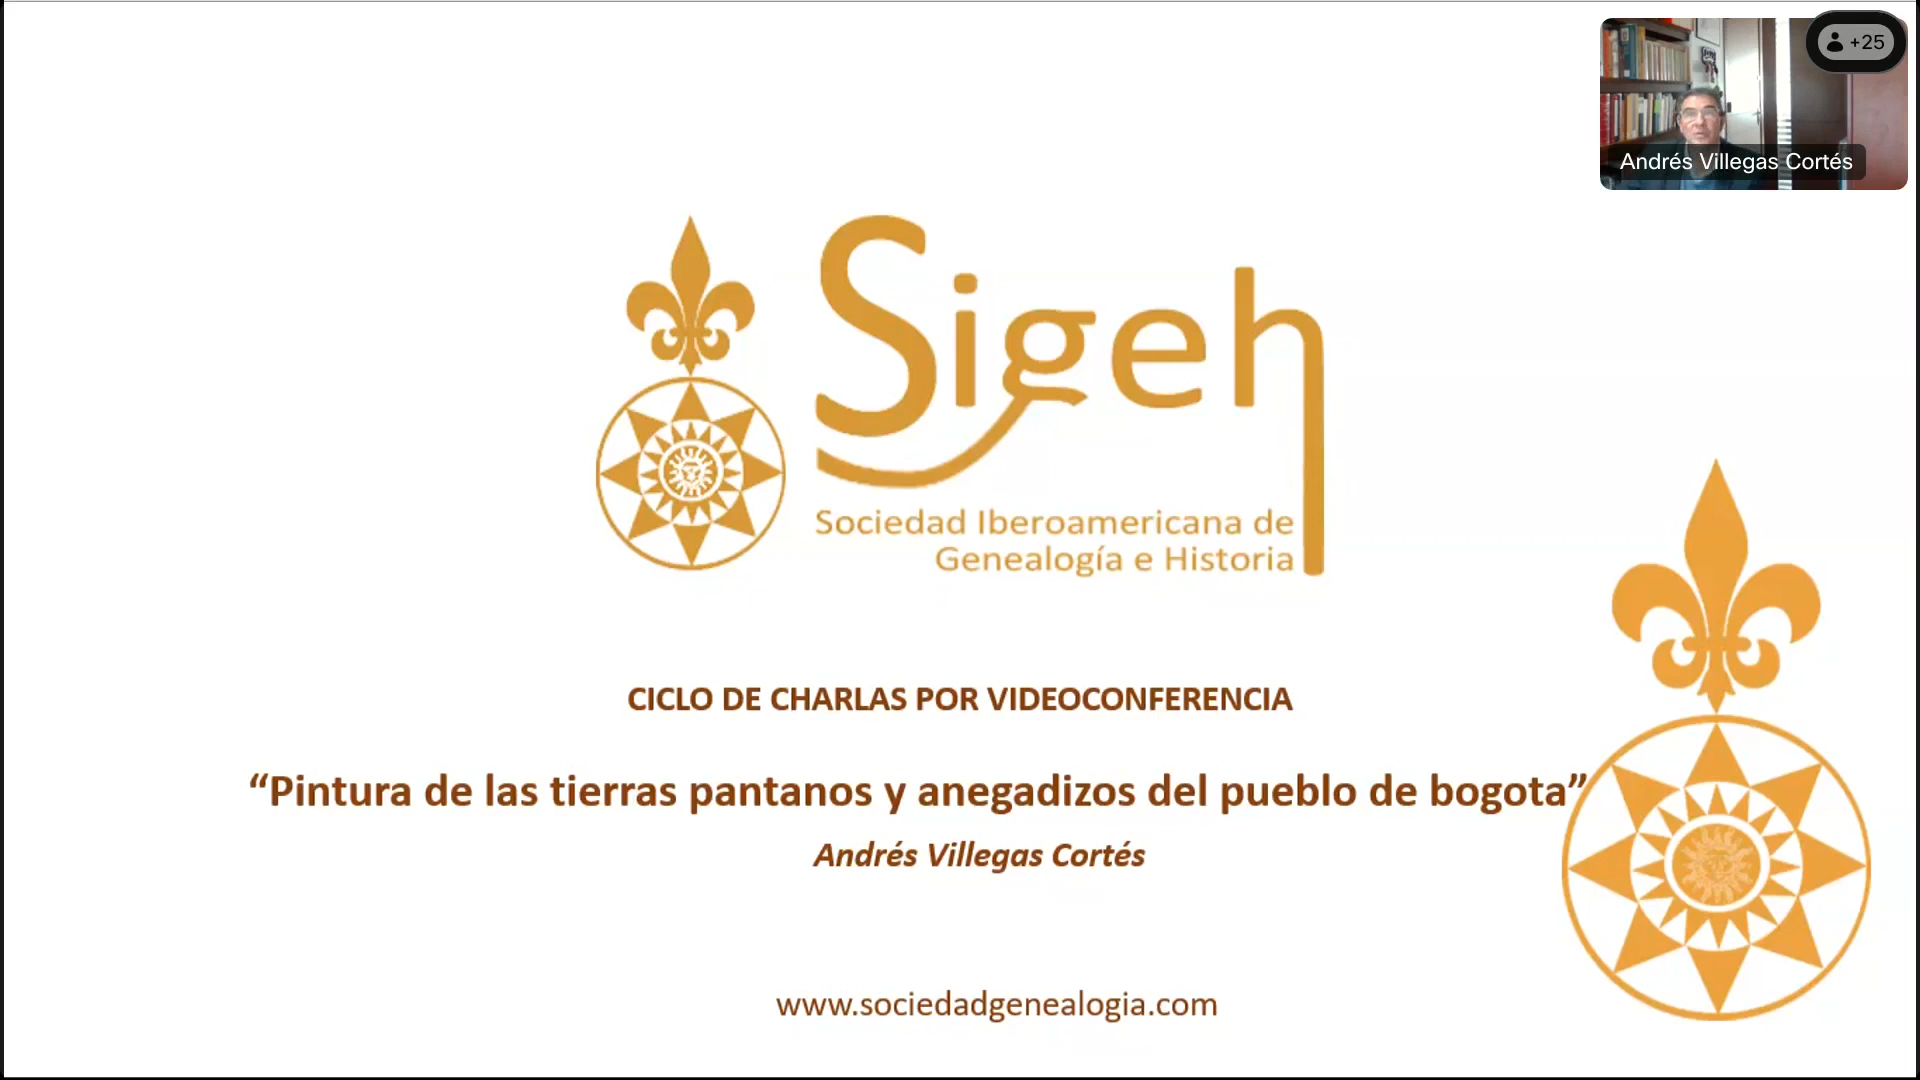 +25
Andrés Villegas Cortés
Sigeh
Sociedad Iberoamericana de
Genealogía e Historia
CICLO DE CHARLAS POR VIDEOCONFERENCIA
“Pintura de las tierras pantanos y anegadizos del pueblo de bogota”
Andrés Villegas Cortés
www.sociedadgenealogia.com